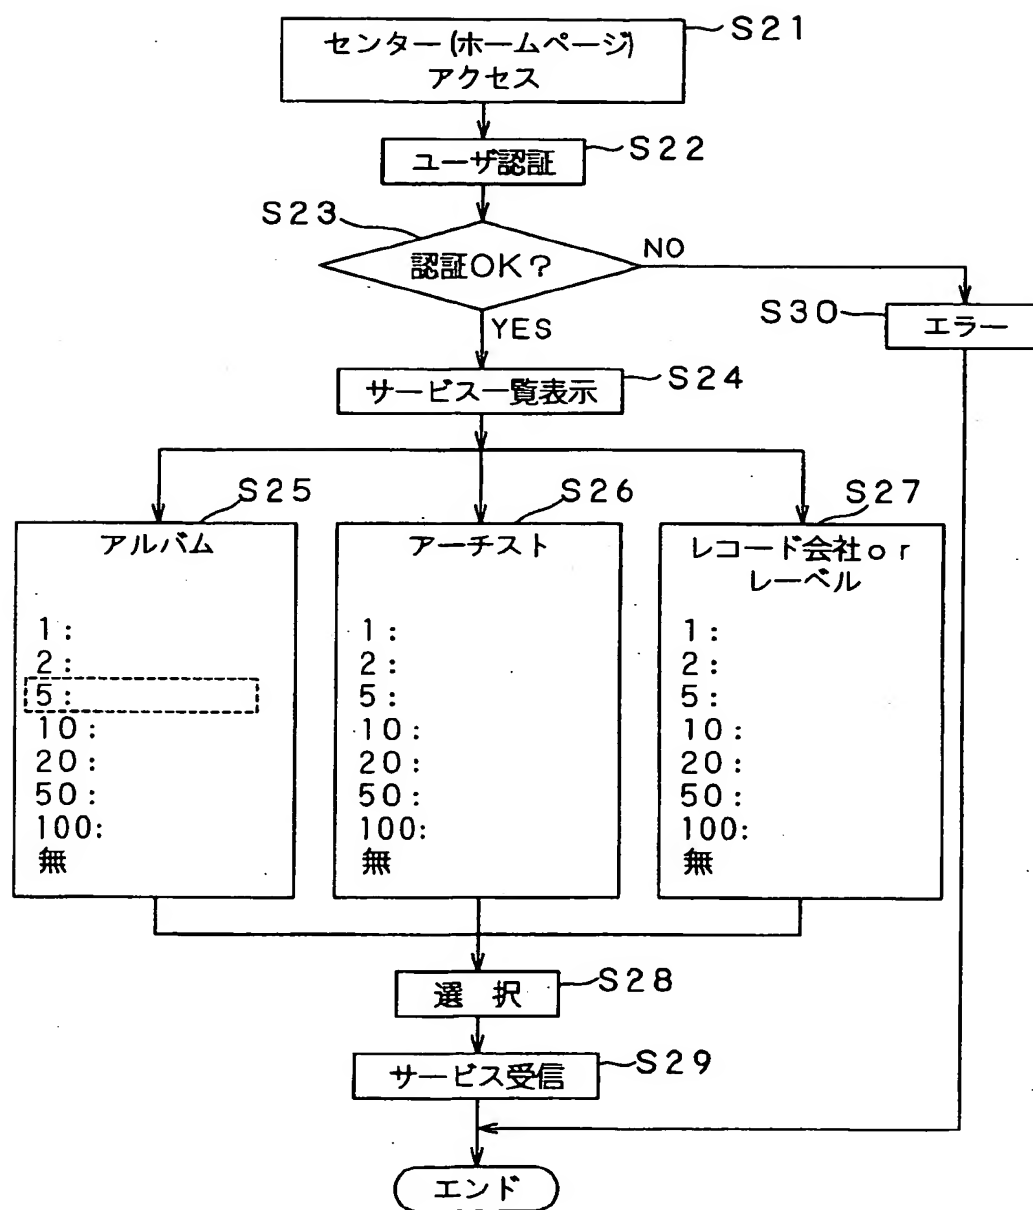 センター(ホームページ)
アクセス
S21
ユーザ認証
S22
S23
認証OK?
NO
YES
S30
エラー
サービス一覧表示
S24
S25
アルバム
1:
2:
5:
10:
20:
50:
100:
無
S26
アーチスト
1:
2:
5:
10:
20:
50:
100:
無
S27
レコード会社or
レーベル
1:
2:
5:
10:
20:
50:
100:
無
選 択
S28
サービス受信
S29
エンド